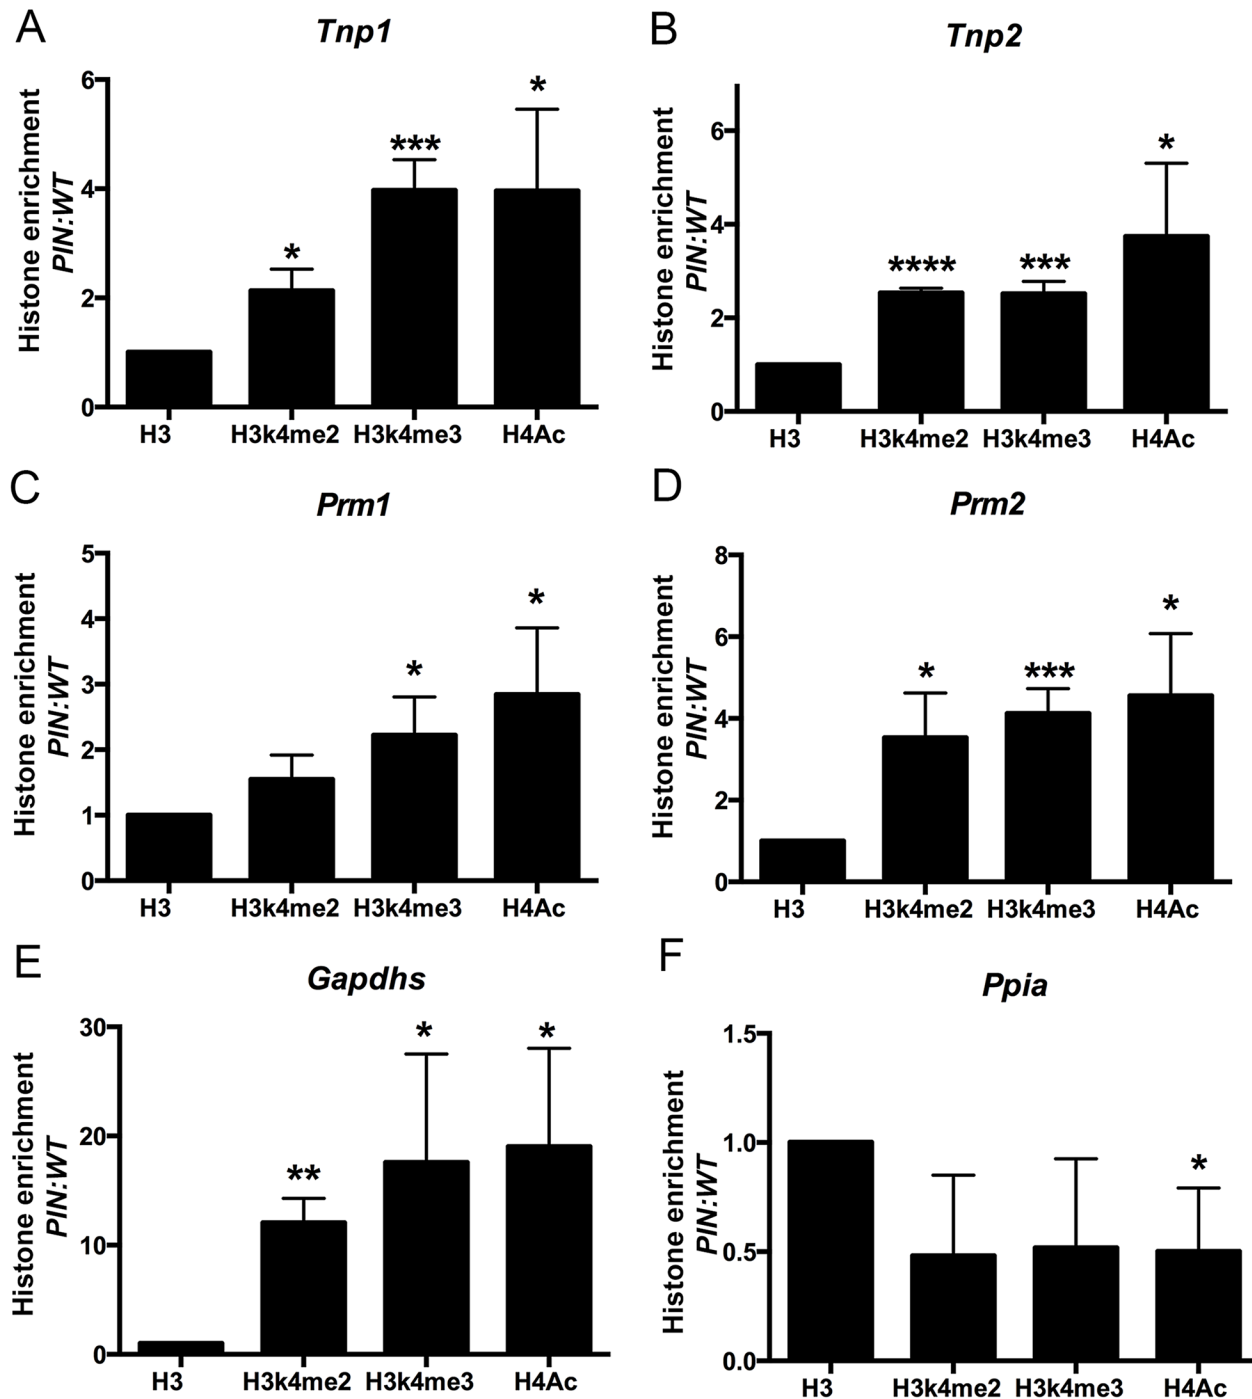 A
Tnp1
Histone enrichment
PIN:WT
6
4
2
0
*
***
*
H3 H3k4me2 H3k4me3 H4Ac
B
Tnp2
Histone enrichment
PIN:WT
6
4
2
0
****
***
*
H3 H3k4me2 H3k4me3 H4Ac
C
Prm1
Histone enrichment
PIN:WT
5
4
3
2
1
0
*
*
H3 H3k4me2 H3k4me3 H4Ac
D
Prm2
Histone enrichment
PIN:WT
8
6
4
2
0
*
***
*
H3 H3k4me2 H3k4me3 H4Ac
E
Gapdhs
Histone enrichment
PIN:WT
30
20
10
0
**
*
*
H3 H3k4me2 H3k4me3 H4Ac
F
Ppia
Histone enrichment
PIN:WT
1.5
1.0
0.5
0.0
*
H3 H3k4me2 H3k4me3 H4Ac